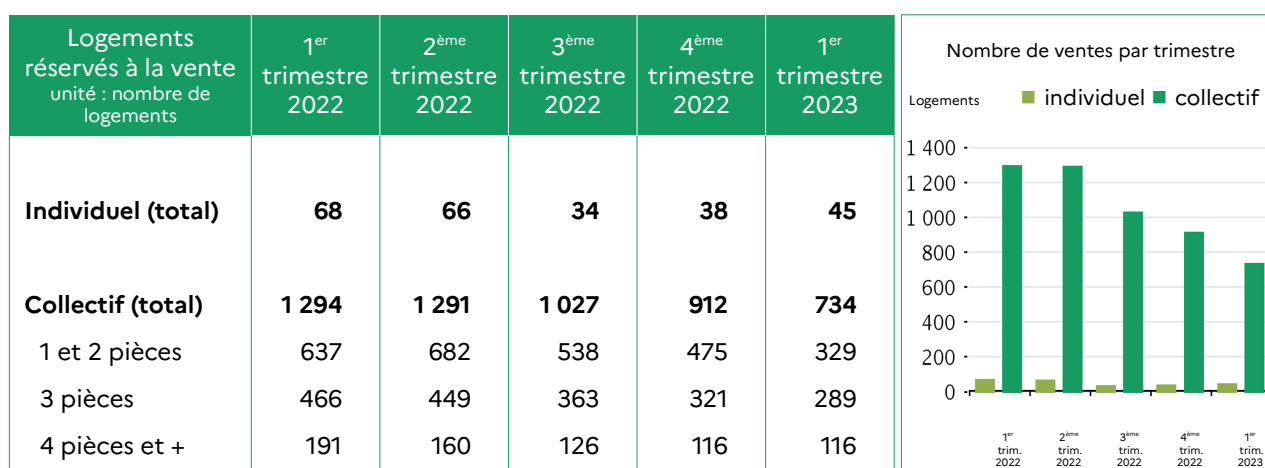 Logements réservés à la vente unité : nombre de logements 1er trimestre 2022 2ème trimestre 2022 3ème trimestre 2022 4ème trimestre 2022 1er trimestre 2023
Individuel (total) 68 66 34 38 45
Collectif (total) 1 294 1 291 1 027 912 734
1 et 2 pièces 637 682 538 475 329
3 pièces 466 449 363 321 289
4 pièces et + 191 160 126 116 116
Nombre de ventes par trimestre
Logements individuel collectif
1 400
1 200
1 000
800
600
400
200
0
1er trim. 2022 2ème trim. 2022 3ème trim. 2022 4ème trim. 2022 1er trim. 2023